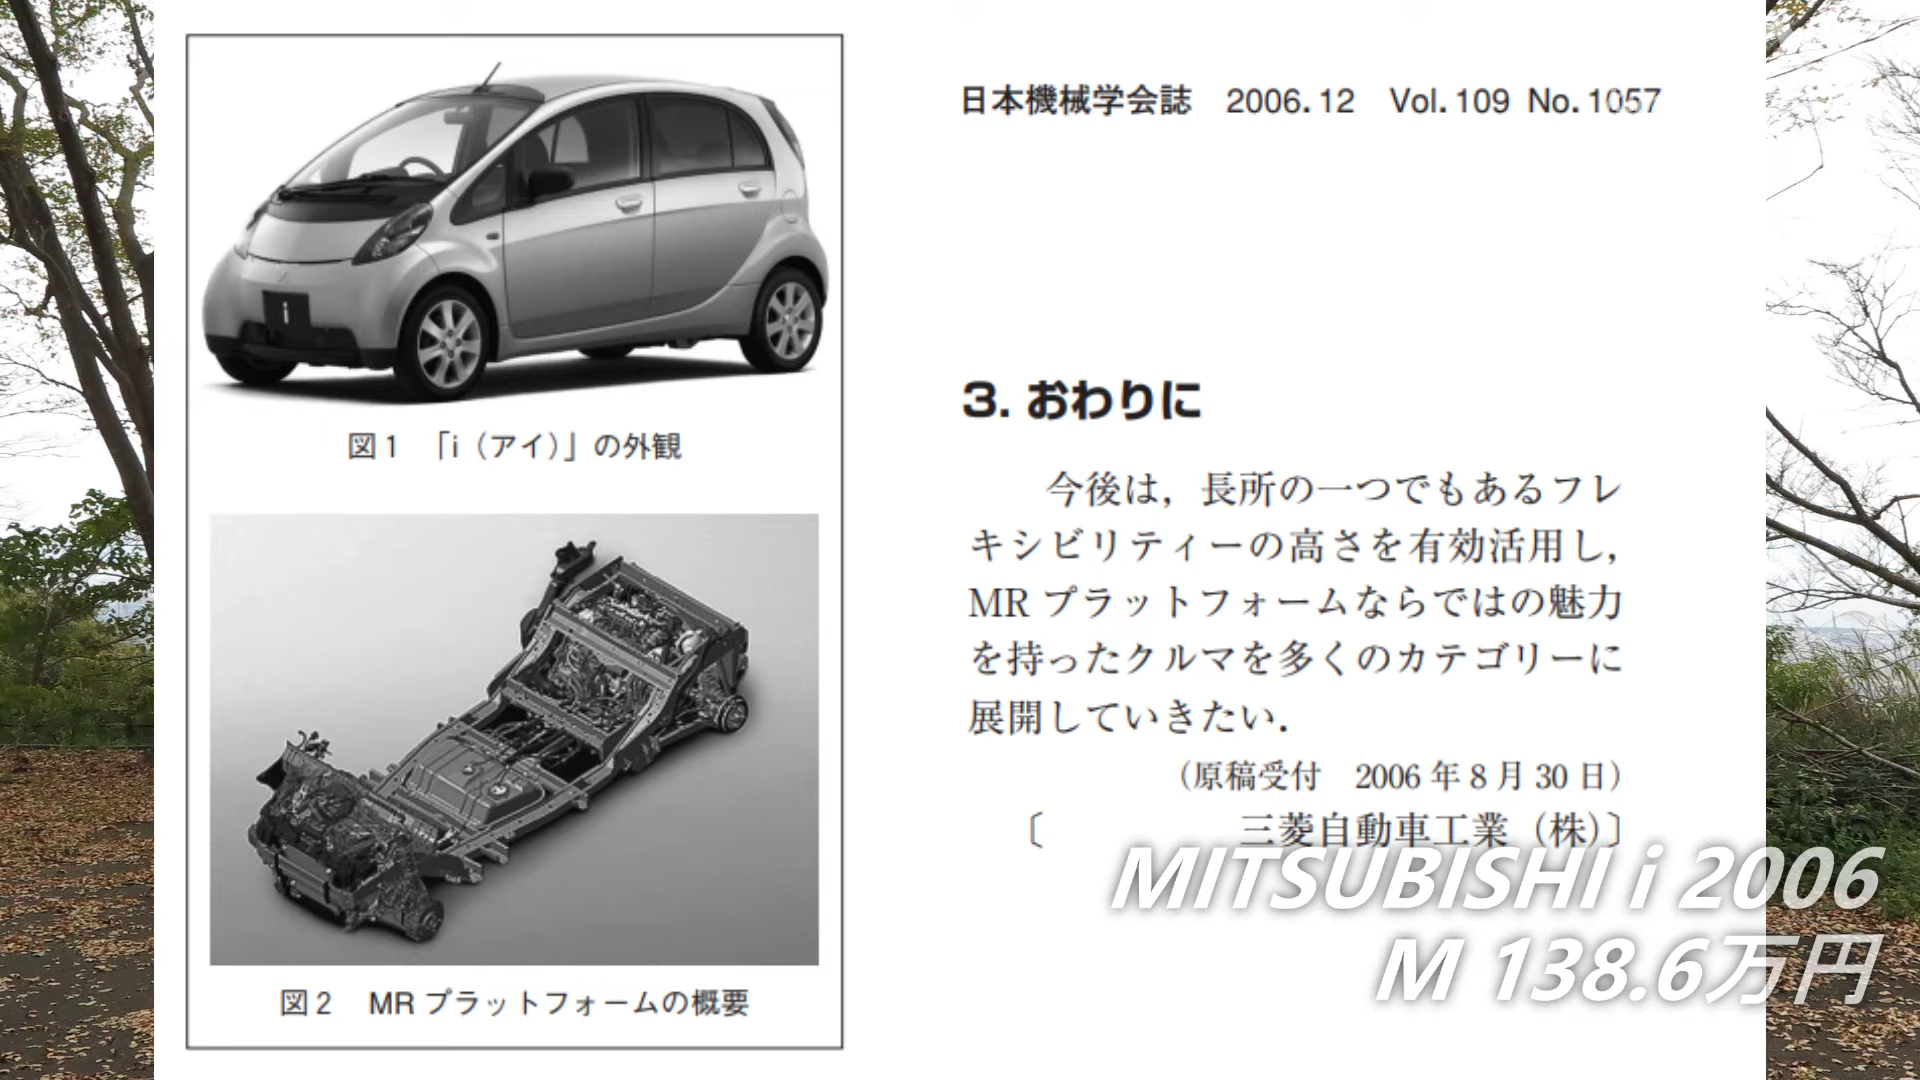 i
図1 「i（アイ）」の外観
図2 MRプラットフォームの概要
日本機械学会誌 2006.12 Vol.109 No.1057
3. おわりに
今後は，長所の一つでもあるフレ
キシビリティーの高さを有効活用し，
MRプラットフォームならではの魅力
を持ったクルマを多くのカテゴリーに
展開していきたい．
（原稿受付 2006年8月30日）
〔 三菱自動車工業（株）〕
MITSUBISHI i 2006
M 138.6万円